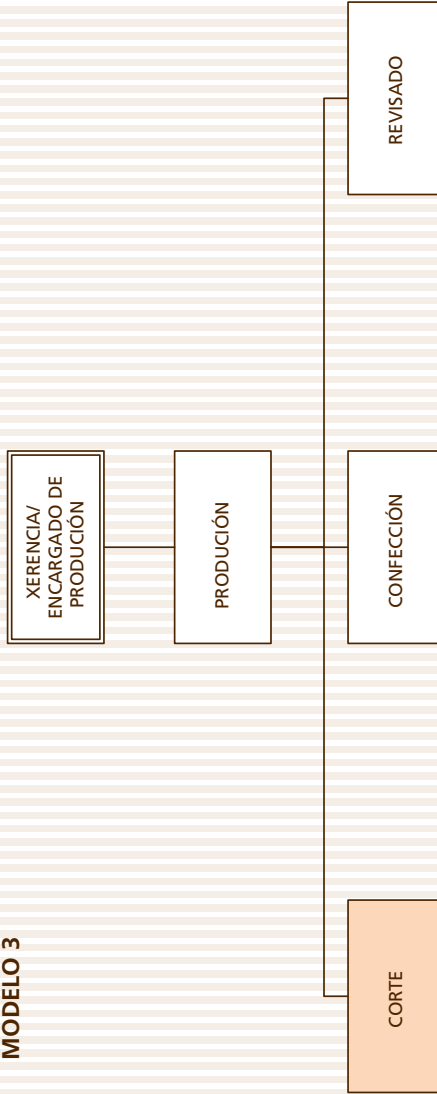 MODELO 3
XERENCIA/
ENCARGADO DE
PRODUCIÓN
PRODUCIÓN
CORTE
CONFECCIÓN
REVISADO